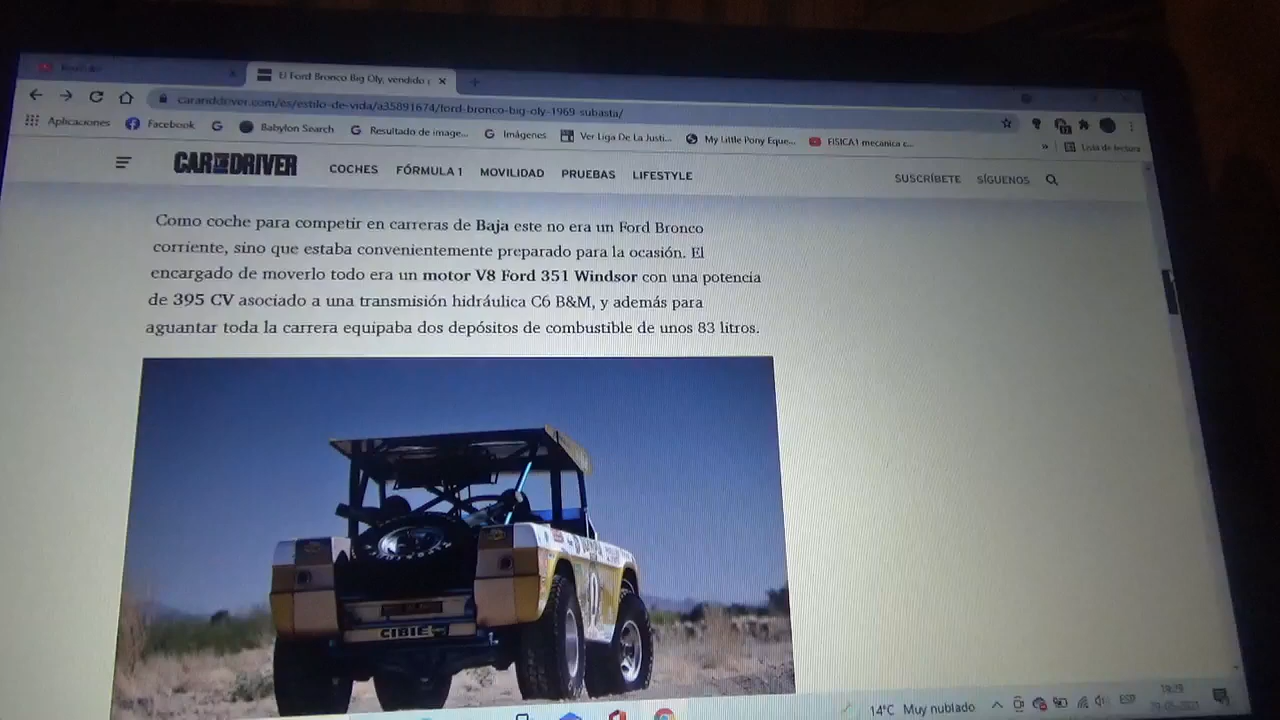 El Ford Bronco Big Oly, vendido
caranddriver.com/es/estilo-de-vida/a35891674/ford-bronco-big-oly-1969-subasta/
Aplicaciones Facebook Babylon Search Resultado de image... Imágenes Ver Liga De La Justi... My Little Pony Eque... FISICA1 mecanica c...
» Lista de lectura
CAR AND DRIVER COCHES FÓRMULA 1 MOVILIDAD PRUEBAS LIFESTYLE SUSCRÍBETE SÍGUENOS
Como coche para competir en carreras de Baja este no era un Ford Bronco
corriente, sino que estaba convenientemente preparado para la ocasión. El
encargado de moverlo todo era un motor V8 Ford 351 Windsor con una potencia
de 395 CV asociado a una transmisión hidráulica C6 B&M, y además para
aguantar toda la carrera equipaba dos depósitos de combustible de unos 83 litros.
CIBIE
14°C Muy nublado ESP